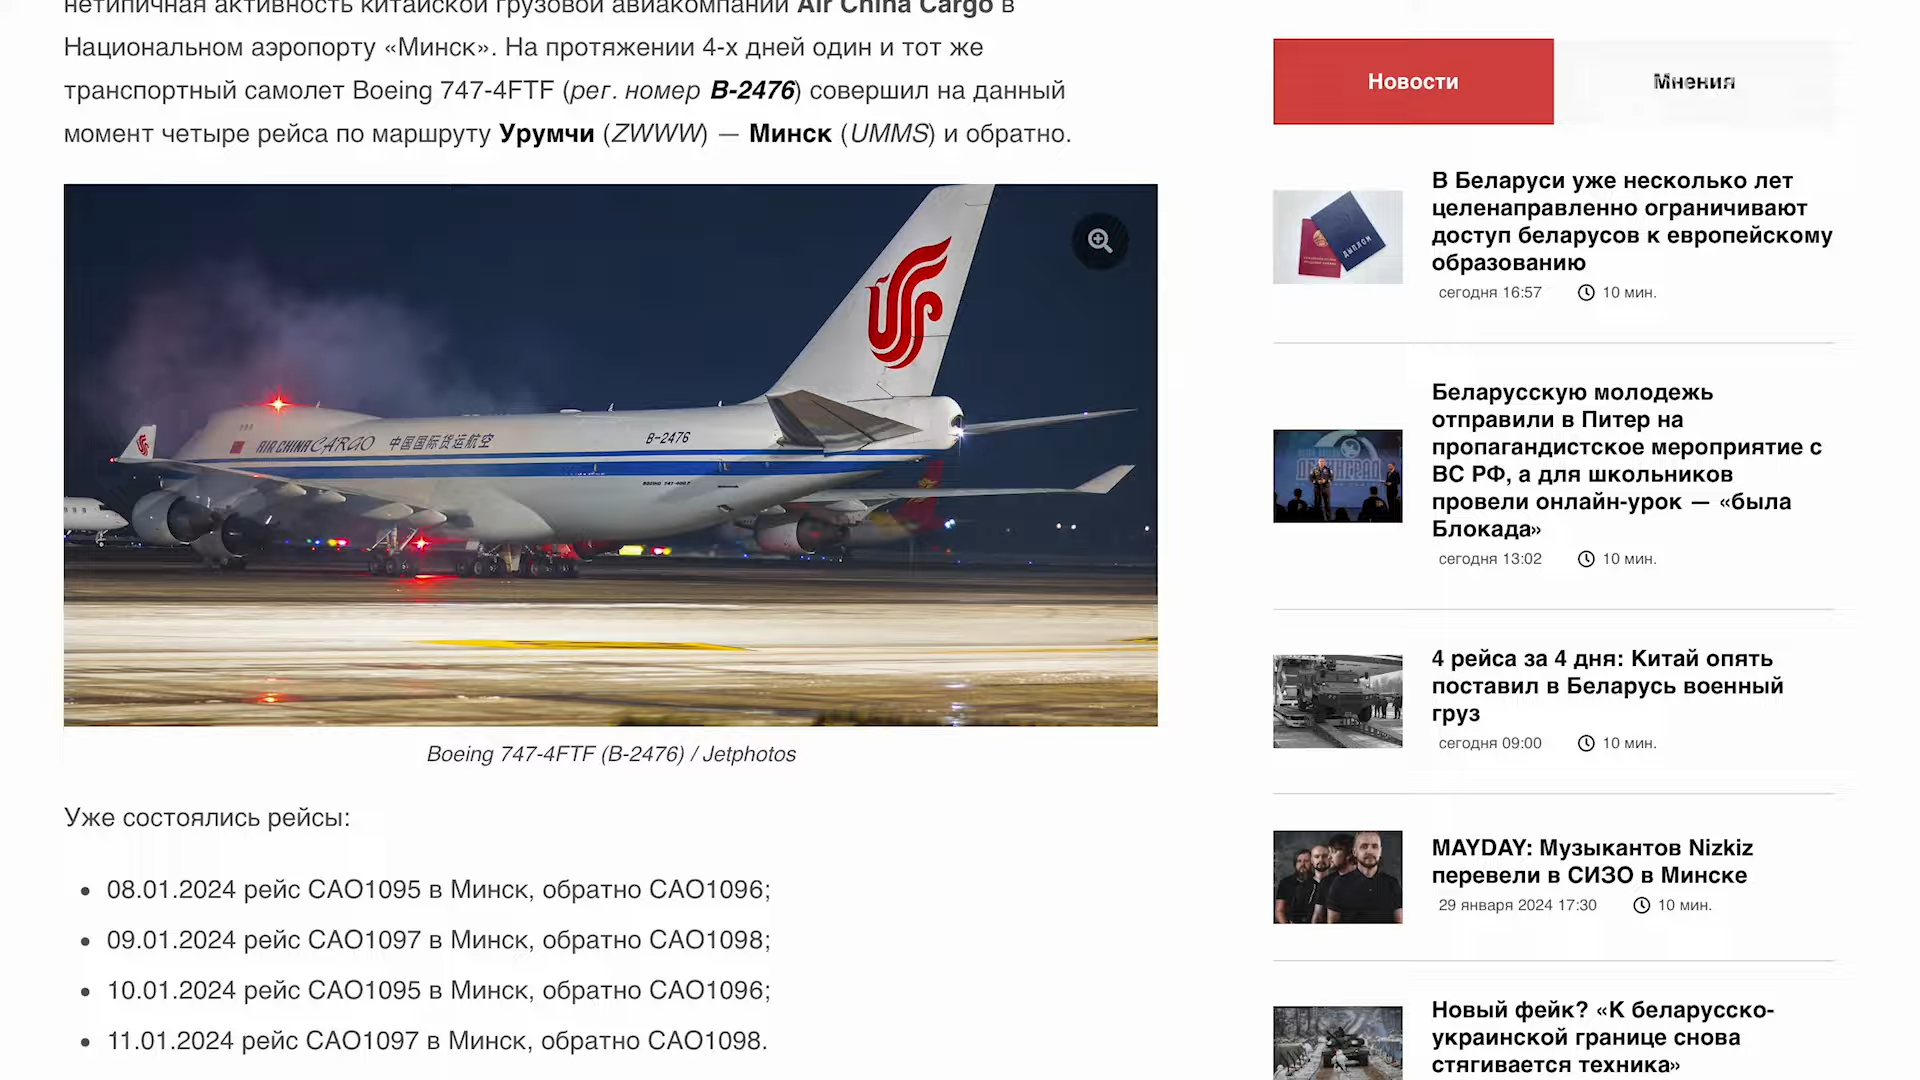 нетипичная активность китайской грузовой авиакомпании Air China Cargo в
Национальном аэропорту «Минск». На протяжении 4-х дней один и тот же
транспортный самолет Boeing 747-4FTF (рег. номер B-2476) совершил на данный
момент четыре рейса по маршруту Урумчи (ZWWW) — Минск (UMMS) и обратно.
AIR CHINA CARGO 中国国际货运航空
B-2476
Boeing 747-4FTF (B-2476) / Jetphotos
Уже состоялись рейсы:
• 08.01.2024 рейс CAO1095 в Минск, обратно CAO1096;
• 09.01.2024 рейс CAO1097 в Минск, обратно CAO1098;
• 10.01.2024 рейс CAO1095 в Минск, обратно CAO1096;
• 11.01.2024 рейс CAO1097 в Минск, обратно CAO1098.
Новости
Мнения
ДЫПЛОМ
В Беларуси уже несколько лет
целенаправленно ограничивают
доступ беларусов к европейскому
образованию
сегодня 16:57 10 мин.
Беларусскую молодежь
отправили в Питер на
пропагандистское мероприятие с
ВС РФ, а для школьников
провели онлайн-урок — «была
Блокада»
сегодня 13:02 10 мин.
4 рейса за 4 дня: Китай опять
поставил в Беларусь военный
груз
сегодня 09:00 10 мин.
MAYDAY: Музыкантов Nizkiz
перевели в СИЗО в Минске
29 января 2024 17:30 10 мин.
Новый фейк? «К беларусско-
украинской границе снова
стягивается техника»